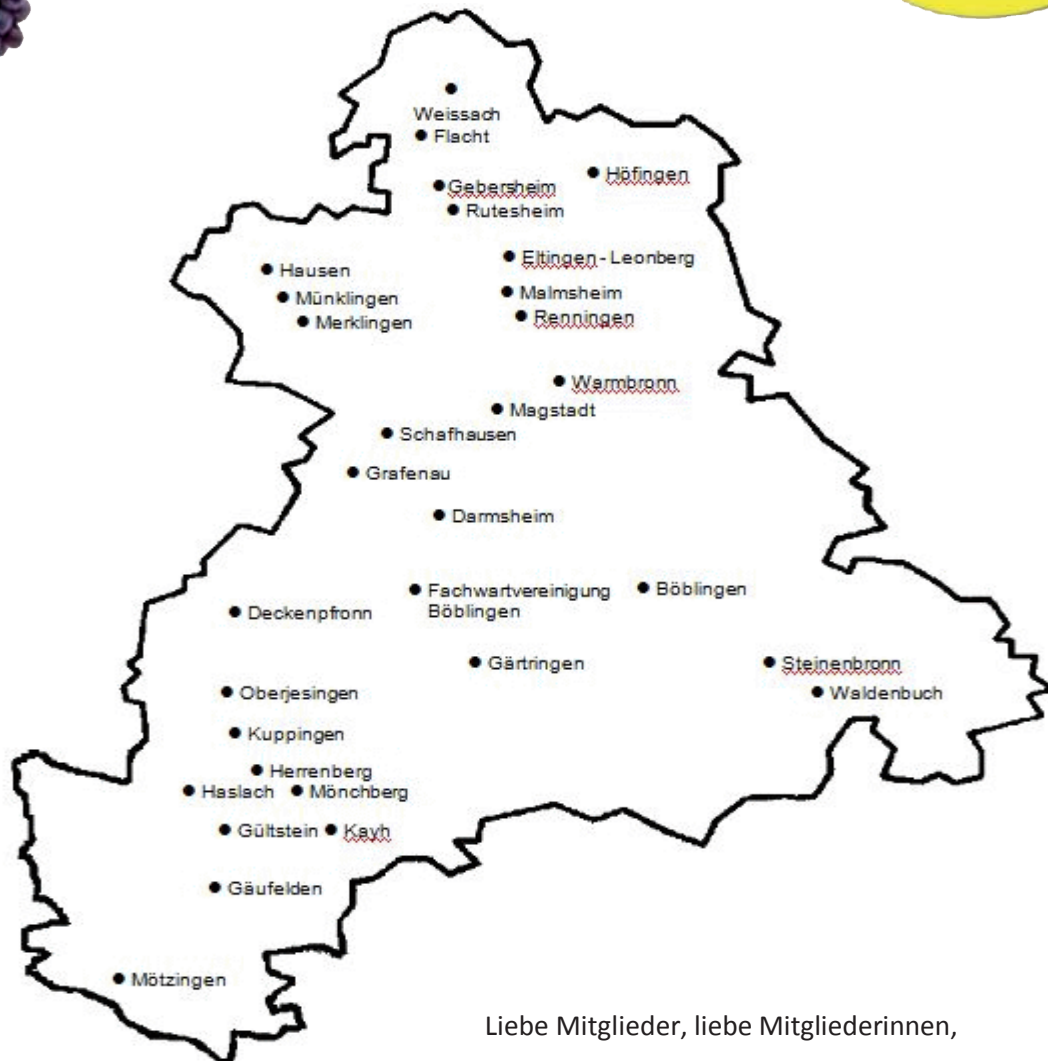 Weissach
Flacht
Höfingen
Gebersheim
Rutesheim
Eltingen - Leonberg
Hausen
Malmsheim
Münklingen
Renningen
Merklingen
Warmbronn
Magstadt
Schafhausen
Grafenau
Darmsheim
Fachwartvereinigung
Böblingen
Böblingen
Deckenpfronn
Gärtringen
Steinenbronn
Oberjesingen
Waldenbuch
Kuppingen
Herrenberg
Haslach
Mönchberg
Gültstein
Kayh
Gäufelden
Mötzingen
Liebe Mitglieder, liebe Mitgliederinnen,